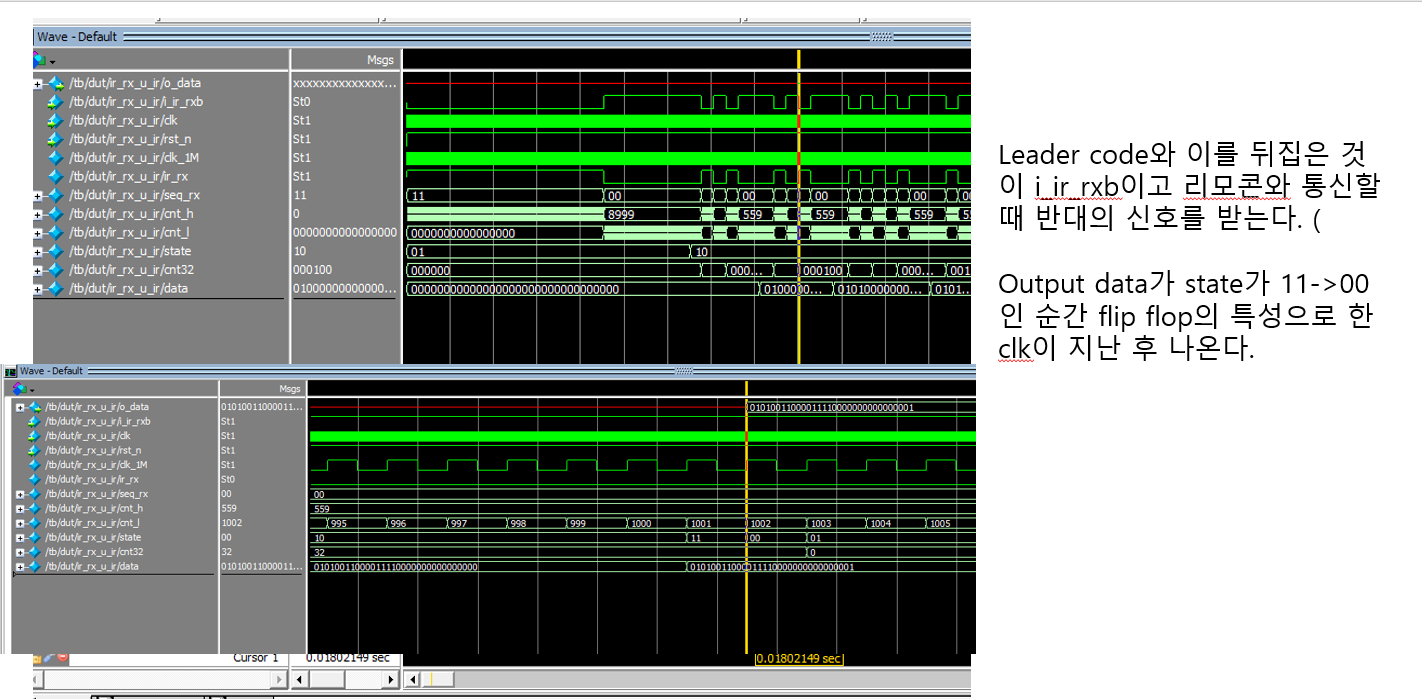 Wave - Default
Msgs
/tb/dut/ir_rx_u_ir/o_data xxxxxxxxxxxxxx...
/tb/dut/ir_rx_u_ir/i_ir_rxb St0
/tb/dut/ir_rx_u_ir/clk St1
/tb/dut/ir_rx_u_ir/rst_n St1
/tb/dut/ir_rx_u_ir/clk_1M St1
/tb/dut/ir_rx_u_ir/ir_rx St1
/tb/dut/ir_rx_u_ir/seq_rx 11 11 00 00 00 00
/tb/dut/ir_rx_u_ir/cnt_h 0 8999 559 559 559
/tb/dut/ir_rx_u_ir/cnt_l 0000000000000000 0000000000000000
/tb/dut/ir_rx_u_ir/state 10 01 10
/tb/dut/ir_rx_u_ir/cnt32 000100 000000 000... 000100 000... 001
/tb/dut/ir_rx_u_ir/data 01000000000000... 00000000000000000000000000000000 0100000... 01010000000... 0101...
Leader code와 이를 뒤집은 것
이 i_ir_rxb이고 리모콘와 통신할
때 반대의 신호를 받는다. (
Output data가 state가 11->00
인 순간 flip flop의 특성으로 한
clk이 지난 후 나온다.
Wave - Default
Msgs
/tb/dut/ir_rx_u_ir/o_data 01010011000011... 01010011000011110000000000000001
/tb/dut/ir_rx_u_ir/i_ir_rxb St1
/tb/dut/ir_rx_u_ir/clk St1
/tb/dut/ir_rx_u_ir/rst_n St1
/tb/dut/ir_rx_u_ir/clk_1M St1
/tb/dut/ir_rx_u_ir/ir_rx St0
/tb/dut/ir_rx_u_ir/seq_rx 00 00
/tb/dut/ir_rx_u_ir/cnt_h 559 559
/tb/dut/ir_rx_u_ir/cnt_l 1002 995 996 997 998 999 1000 1001 1002 1003 1004 1005
/tb/dut/ir_rx_u_ir/state 00 10 11 00 01
/tb/dut/ir_rx_u_ir/cnt32 32 32 0
/tb/dut/ir_rx_u_ir/data 01010011000011... 01010011000011110000000000000000 01010011000011110000000000000001
Cursor 1 0.01802149 sec 0.01802149 sec